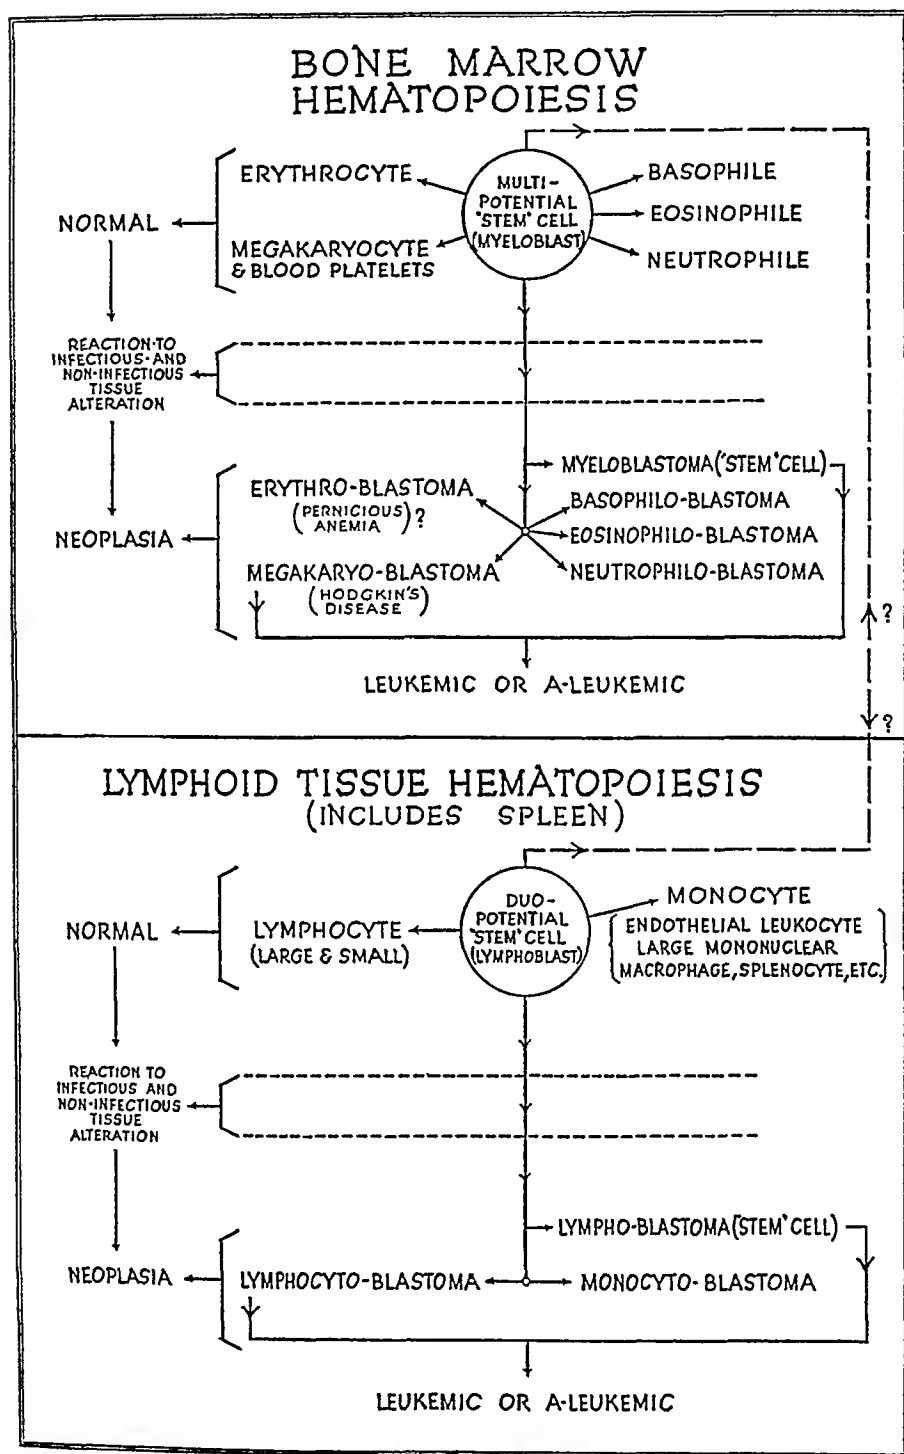 BONE MARROW
HEMATOPOIESIS
ERYTHROCYTE
MEGAKARYOCYTE
& BLOOD PLATELETS
NORMAL
MULTI-
POTENTIAL
"STEM" CELL
(MYELOBLAST)
BASOPHILE
EOSINOPHILE
NEUTROPHILE
REACTION-TO
INFECTIOUS-AND
NON-INFECTIOUS
TISSUE
ALTERATION
MYELOBLASTOMA("STEM" CELL)
ERYTHRO-BLASTOMA
(PERNICIOUS
ANEMIA)?
BASOPHILO-BLASTOMA
NEOPLASIA
EOSINOPHILO-BLASTOMA
MEGAKARYO-BLASTOMA
(HODGKIN'S
DISEASE)
NEUTROPHILO-BLASTOMA
?
LEUKEMIC OR A-LEUKEMIC
?
LYMPHOID TISSUE HEMATOPOIESIS
(INCLUDES SPLEEN)
NORMAL
LYMPHOCYTE
(LARGE & SMALL)
DUO-
POTENTIAL
"STEM" CELL
(LYMPHOBLAST)
MONOCYTE
{ENDOTHELIAL LEUKOCYTE
LARGE MONONUCLEAR
MACROPHAGE, SPLENOCYTE, ETC.}
REACTION TO
INFECTIOUS AND
NON-INFECTIOUS
TISSUE
ALTERATION
LYMPHO-BLASTOMA("STEM" CELL)
NEOPLASIA
LYMPHOCYTO-BLASTOMA
MONOCYTO-BLASTOMA
LEUKEMIC OR A-LEUKEMIC